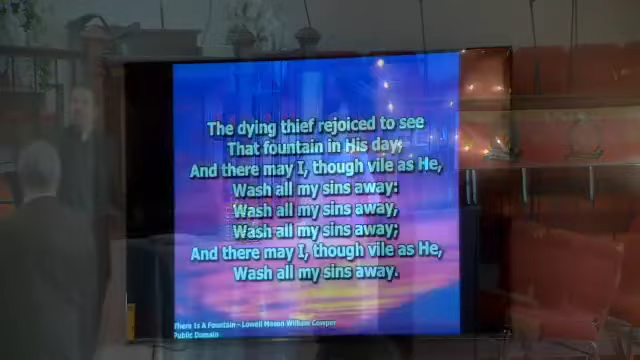 The dying thief rejoiced to see
That fountain in His day;
And there may I, though vile as He,
Wash all my sins away:
Wash all my sins away,
Wash all my sins away;
And there may I, though vile as He,
Wash all my sins away.
There Is A Fountain - Lowell Mason William Cowper
Public Domain